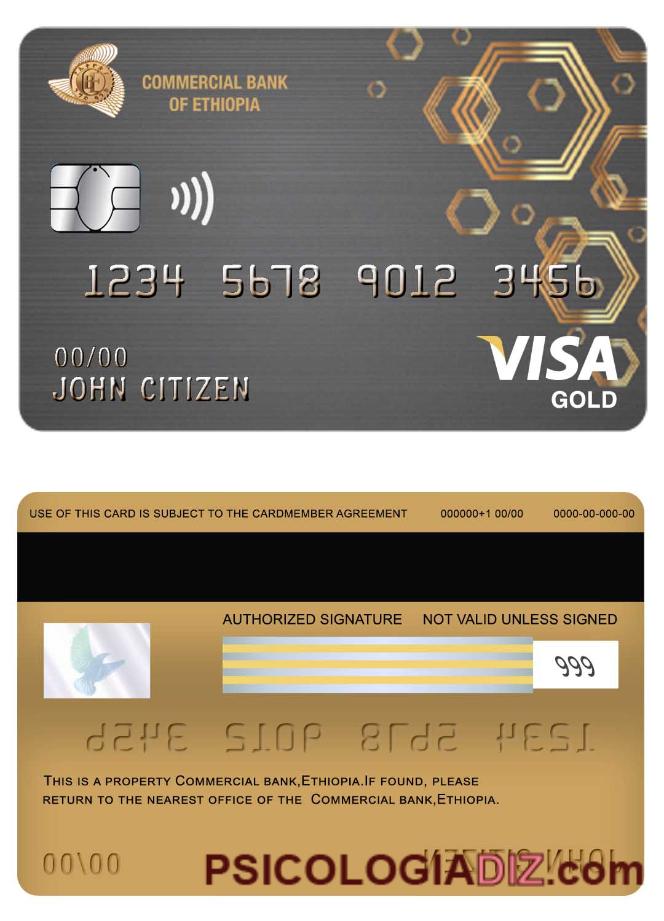 COMMERCIAL BANK
OF ETHIOPIA
1234 5678 9012 3456
00/00
JOHN CITIZEN
VISA
GOLD
USE OF THIS CARD IS SUBJECT TO THE CARDMEMBER AGREEMENT 000000+1 00/00 0000-00-000-00
AUTHORIZED SIGNATURE NOT VALID UNLESS SIGNED
999
THIS IS A PROPERTY COMMERCIAL BANK,ETHIOPIA.IF FOUND, PLEASE
RETURN TO THE NEAREST OFFICE OF THE COMMERCIAL BANK,ETHIOPIA.
00/00
PSICOLOGIADIZ.com